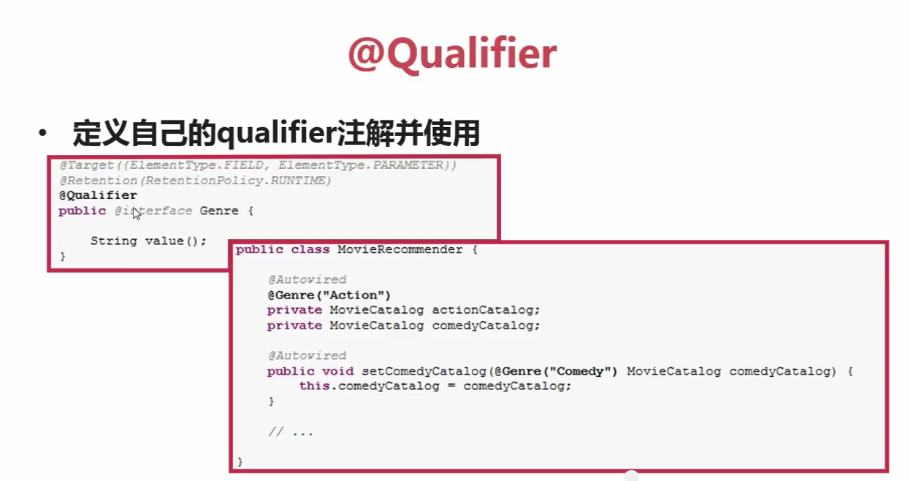 @Qualifier
• 定义自己的qualifier注解并使用
@Target({ElementType.FIELD, ElementType.PARAMETER})
@Retention(RetentionPolicy.RUNTIME)
@Qualifier
public @interface Genre {
String value();
}
public class MovieRecommender {
@Autowired
@Genre("Action")
private MovieCatalog actionCatalog;
private MovieCatalog comedyCatalog;
@Autowired
public void setComedyCatalog(@Genre("Comedy") MovieCatalog comedyCatalog) {
this.comedyCatalog = comedyCatalog;
}
// ...
}